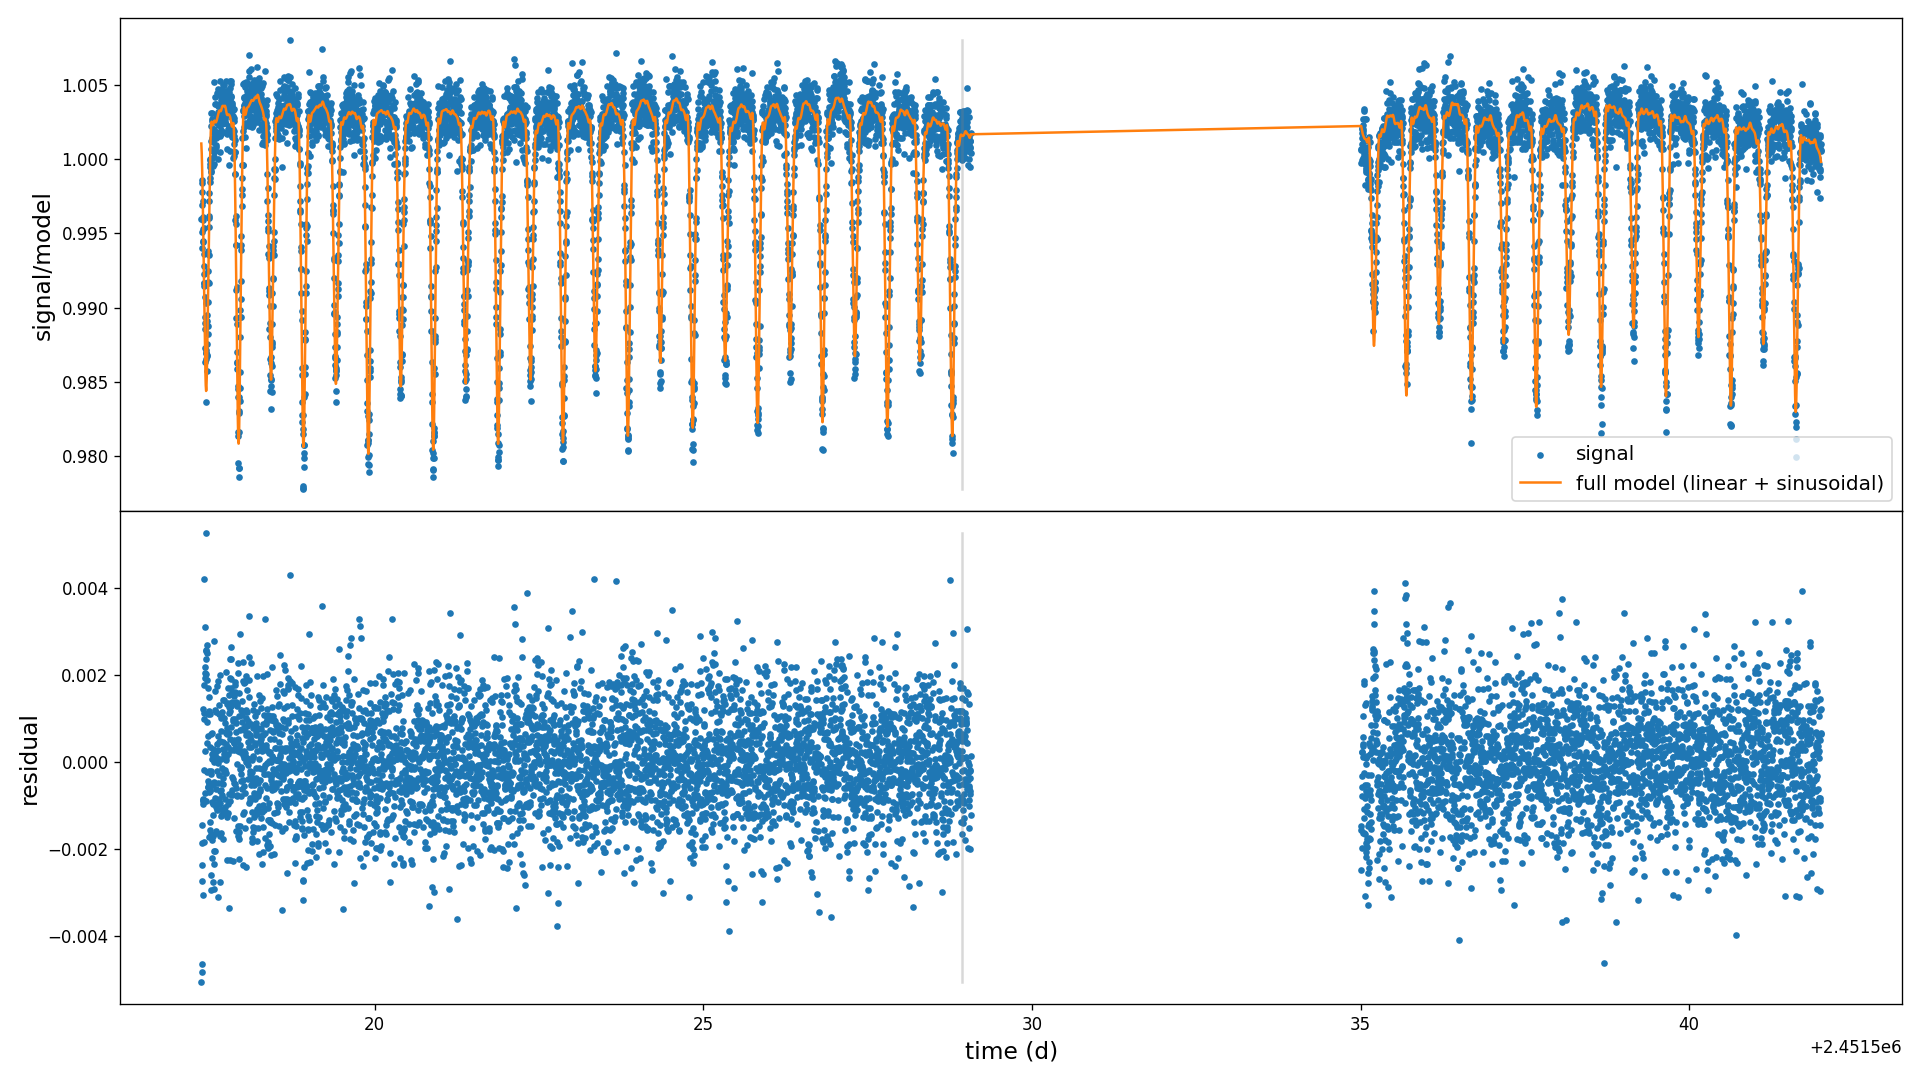 1.005
1.000
0.995
0.990
0.985
0.980
signal/model
signal
full model (linear + sinusoidal)
0.004
0.002
0.000
−0.002
−0.004
residual
20
25
30
35
40
time (d)
+2.4515e6